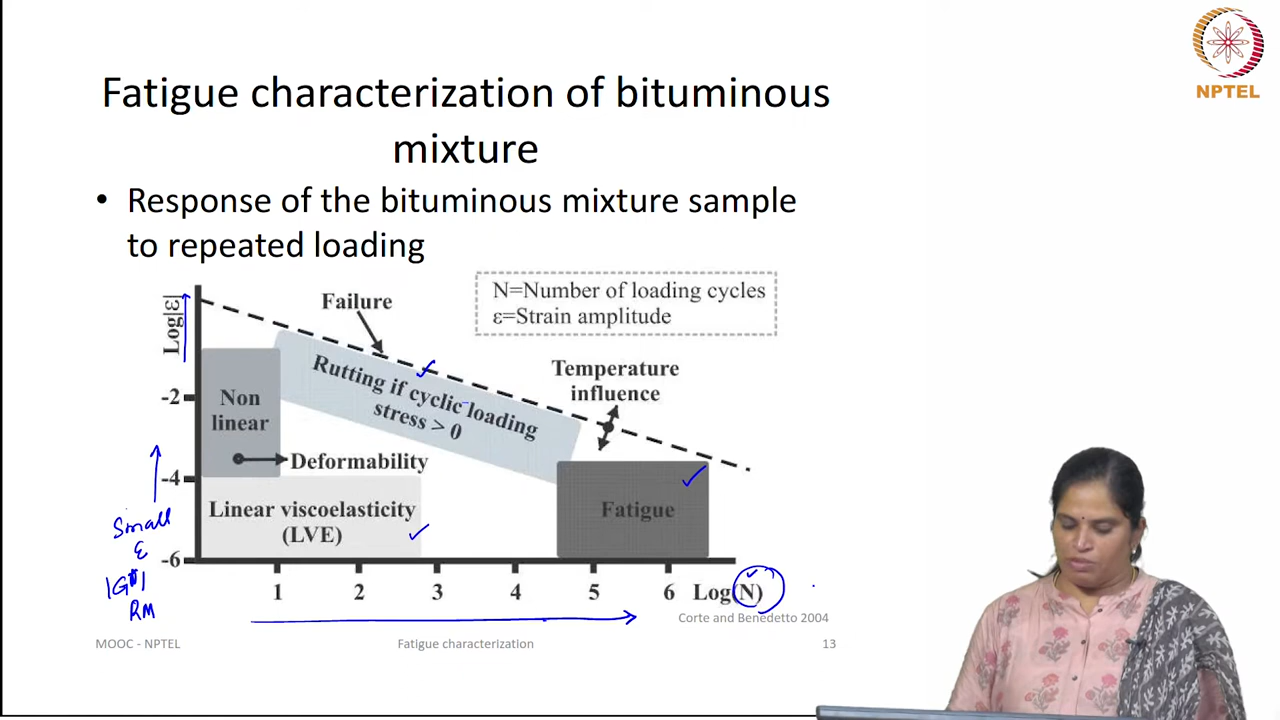 NPTEL
Fatigue characterization of bituminous
mixture
• Response of the bituminous mixture sample
to repeated loading
N=Number of loading cycles
ε=Strain amplitude
Log|ε|
Failure
Rutting if cyclic loading
stress > 0
Temperature
influence
Non
linear
Deformability
Linear viscoelasticity
(LVE)
Fatigue
-2
-4
-6
Small
ε
|G*|
RM
1 2 3 4 5 6 Log(N)
Corte and Benedetto 2004
MOOC - NPTEL Fatigue characterization 13